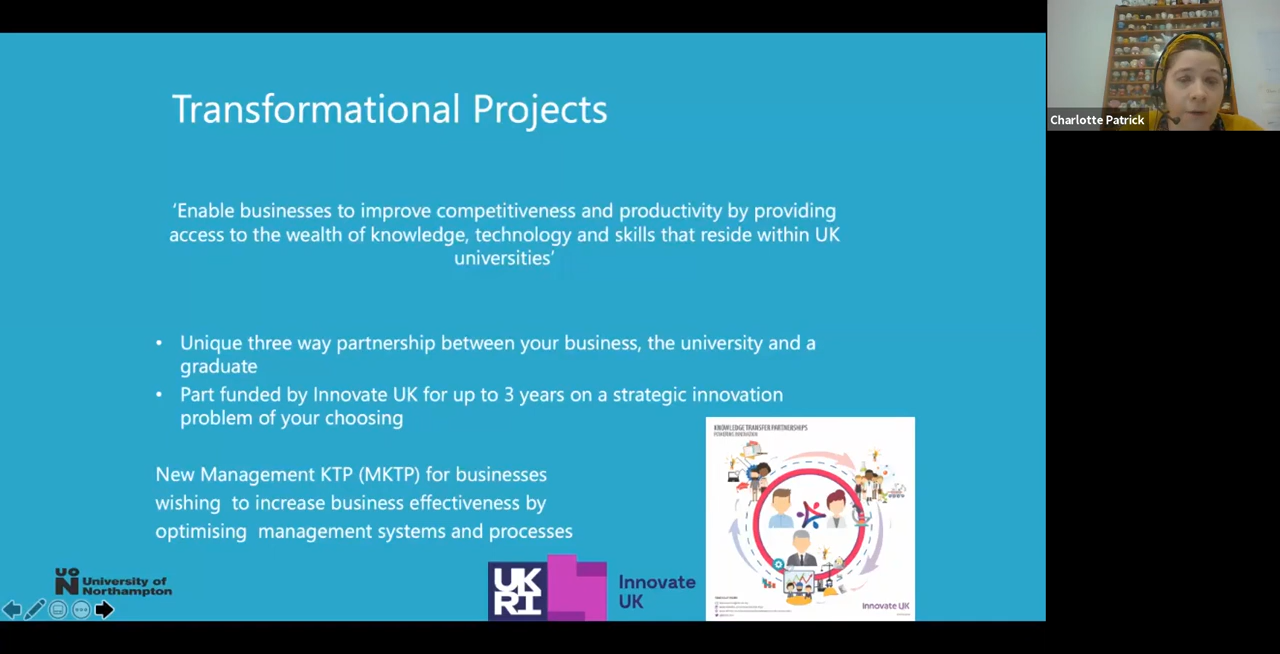 Charlotte Patrick
Transformational Projects
‘Enable businesses to improve competitiveness and productivity by providing
access to the wealth of knowledge, technology and skills that reside within UK
universities’
• Unique three way partnership between your business, the university and a
graduate
• Part funded by Innovate UK for up to 3 years on a strategic innovation
problem of your choosing
New Management KTP (MKTP) for businesses
wishing to increase business effectiveness by
optimising management systems and processes
KNOWLEDGE TRANSFER PARTNERSHIPS
POWERING INNOVATION
Innovate UK
UO
N University of
Northampton
UK
RI
Innovate
UK